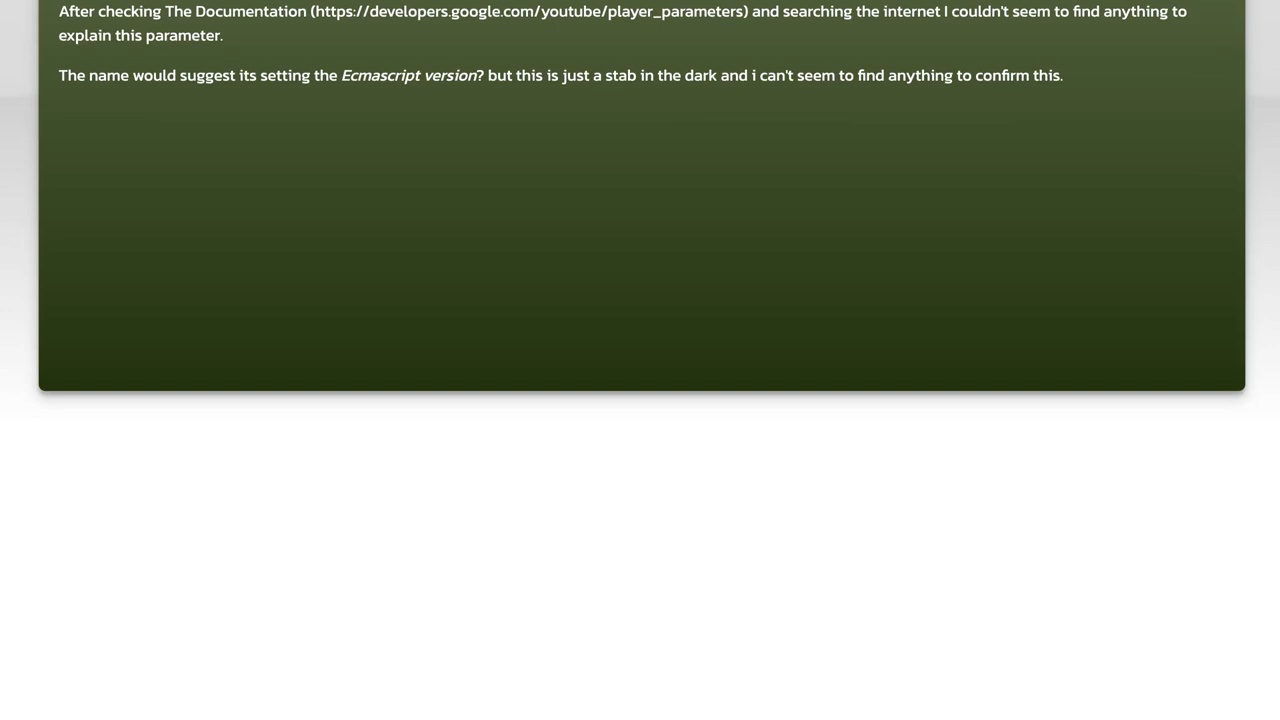 After checking The Documentation (https://developers.google.com/youtube/player_parameters) and searching the internet I couldn't seem to find anything to
explain this parameter.
The name would suggest its setting the Ecmascript version? but this is just a stab in the dark and i can't seem to find anything to confirm this.